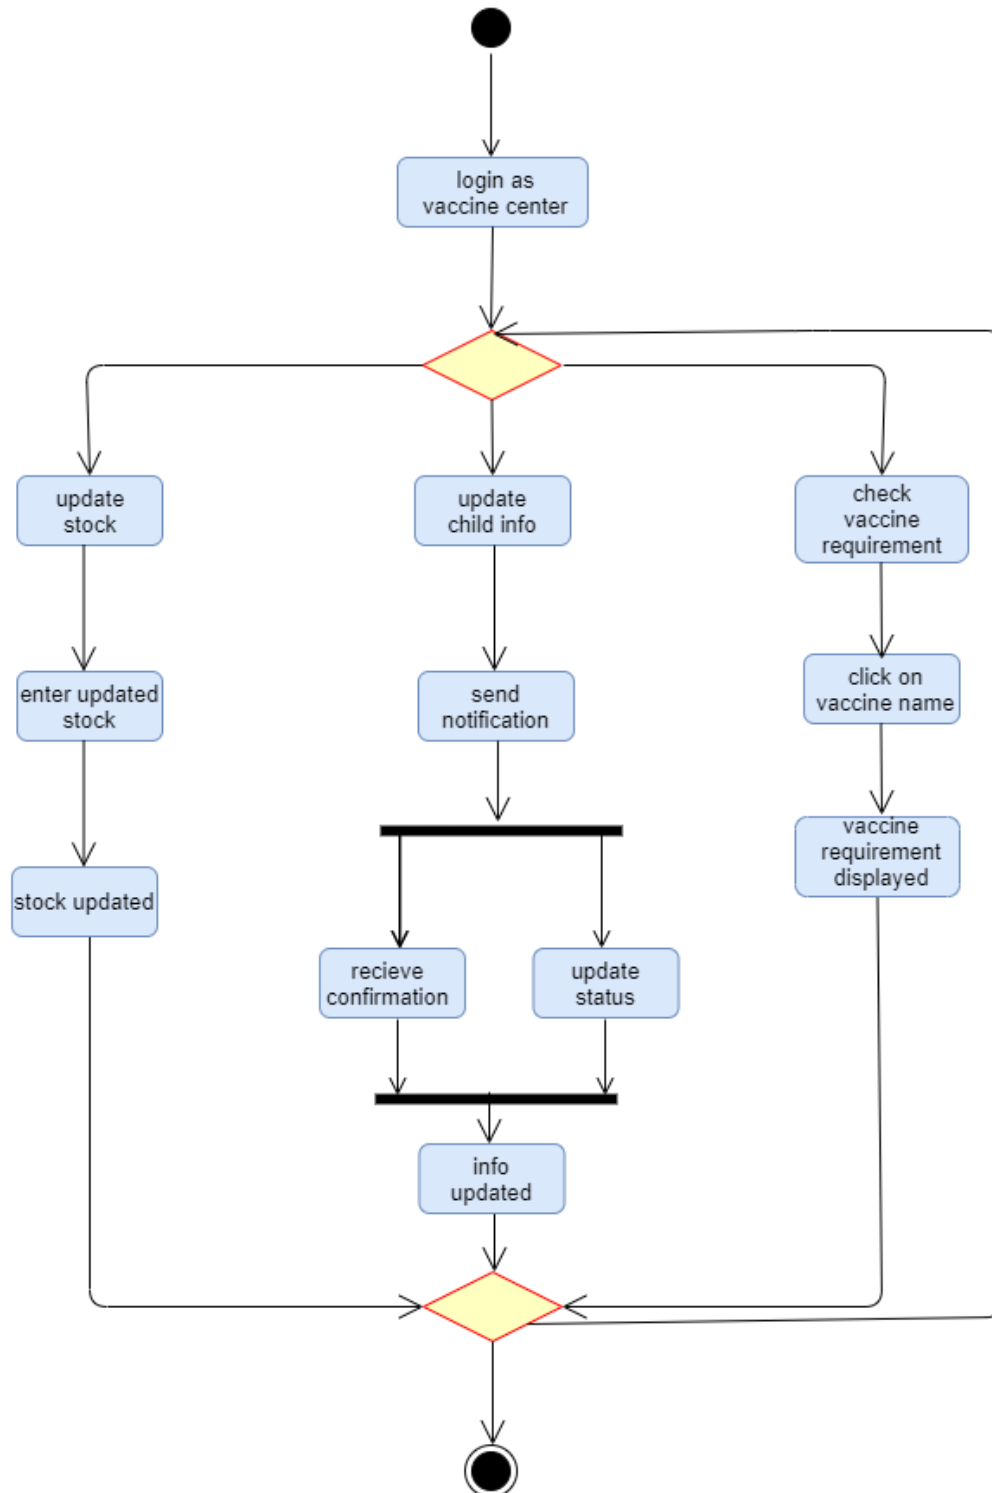 login as
vaccine center
update
stock
update
child info
check
vaccine
requirement
enter updated
stock
send
notification
click on
vaccine name
vaccine
requirement
displayed
stock updated
recieve
confirmation
update
status
info
updated